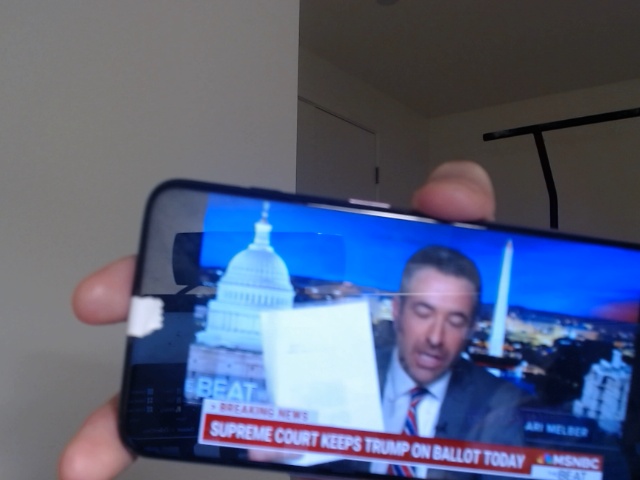 BEAT
BREAKING NEWS
SUPREME COURT KEEPS TRUMP ON BALLOT TODAY
ARI MELBER
MSNBC
BEAT